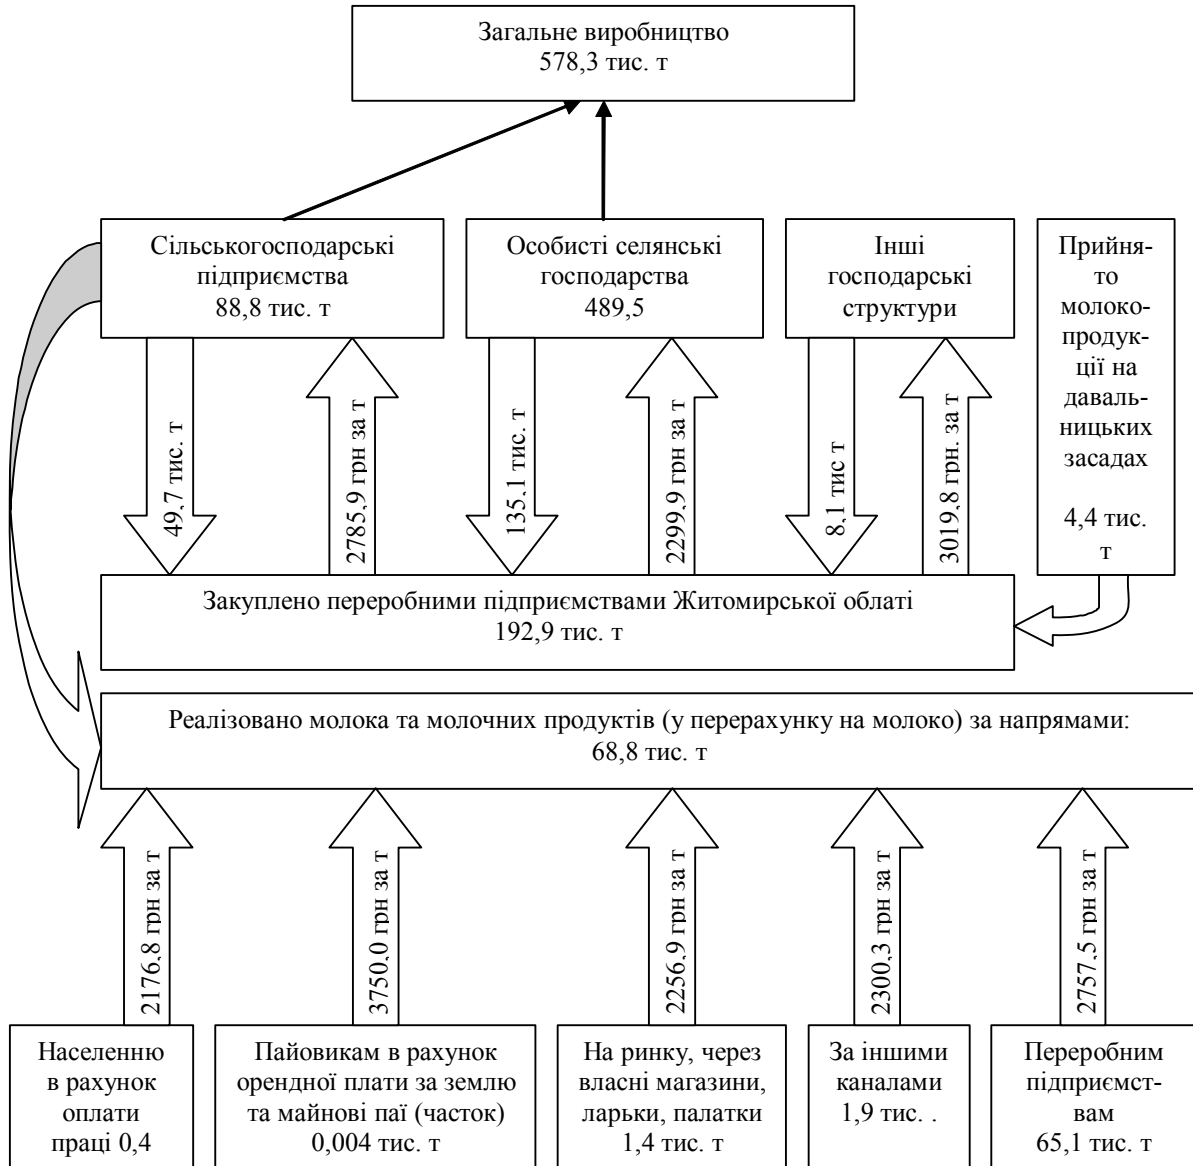 Загальне виробництво
578,3 тис. т
Сільськогосподарські
підприємства
88,8 тис. т
Особисті селянські
господарства
489,5
Інші
господарські
структури
Прийня-
то
молоко-
продук-
ції на
даваль-
ницьких
засадах
4,4 тис.
т
49,7 тис. т
2785,9 грн за т
135,1 тис. т
2299,9 грн за т
8,1 тис т
3019,8 грн. за т
Закуплено переробними підприємствами Житомирської облаті
192,9 тис. т
Реалізовано молока та молочних продуктів (у перерахунку на молоко) за напрямами:
68,8 тис. т
2176,8 грн за т
3750,0 грн за т
2256,9 грн за т
2300,3 грн за т
2757,5 грн за т
Населенню
в рахунок
оплати
праці 0,4
Пайовикам в рахунок
орендної плати за землю
та майнові паї (часток)
0,004 тис. т
На ринку, через
власні магазини,
ларьки, палатки
1,4 тис. т
За іншими
каналами
1,9 тис. .
Переробним
підприємст-
вам
65,1 тис. т